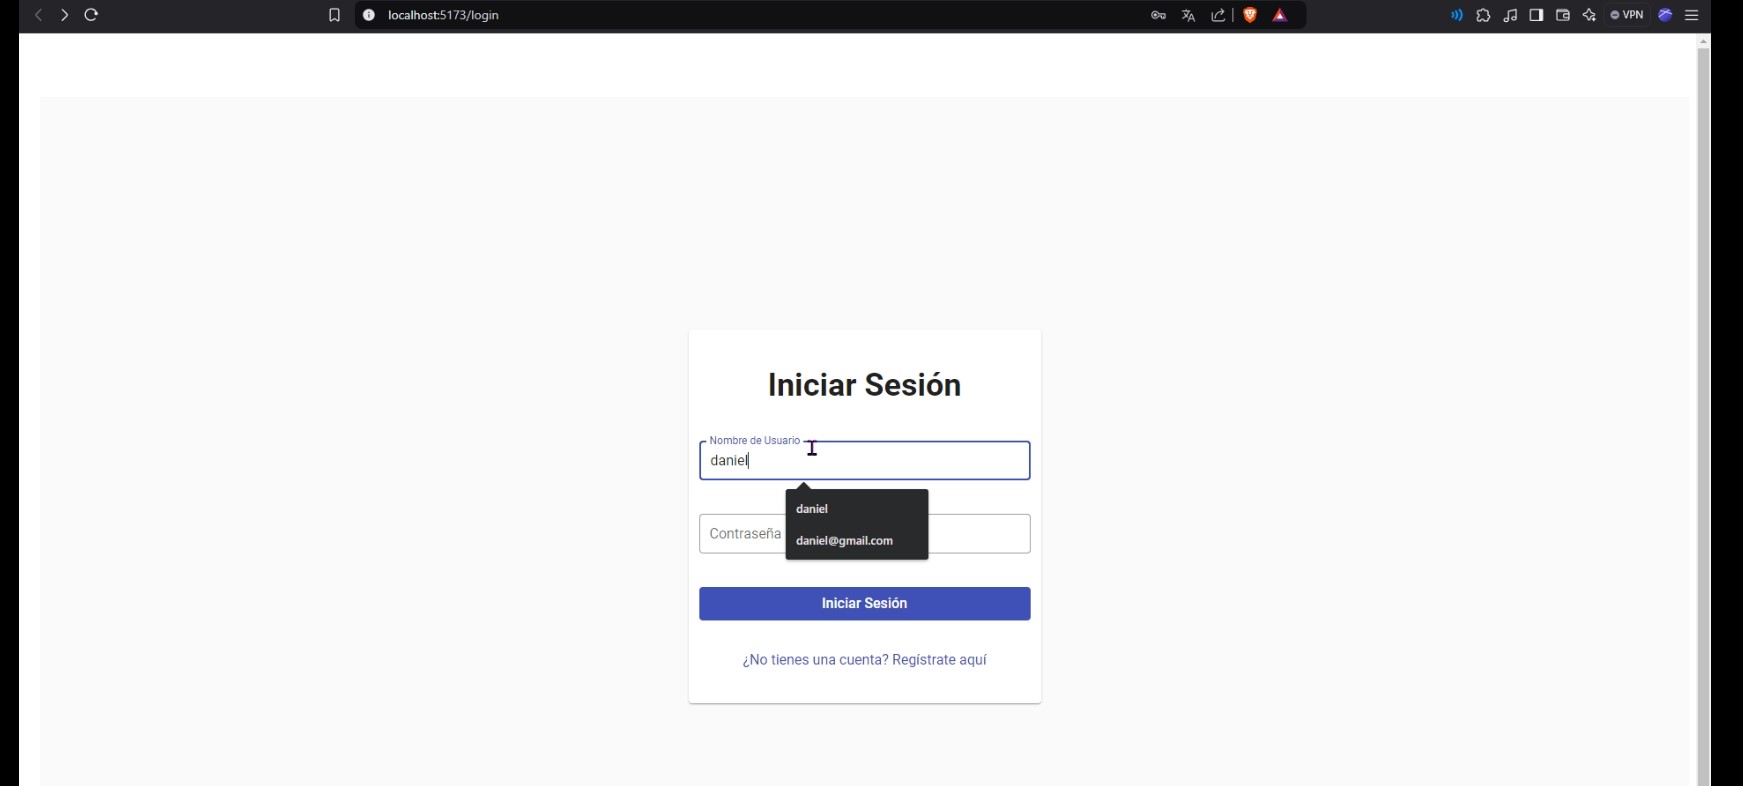 localhost:5173/login
VPN
Iniciar Sesión
Nombre de Usuario
daniel
daniel
Contraseña
daniel@gmail.com
Iniciar Sesión
¿No tienes una cuenta? Regístrate aquí